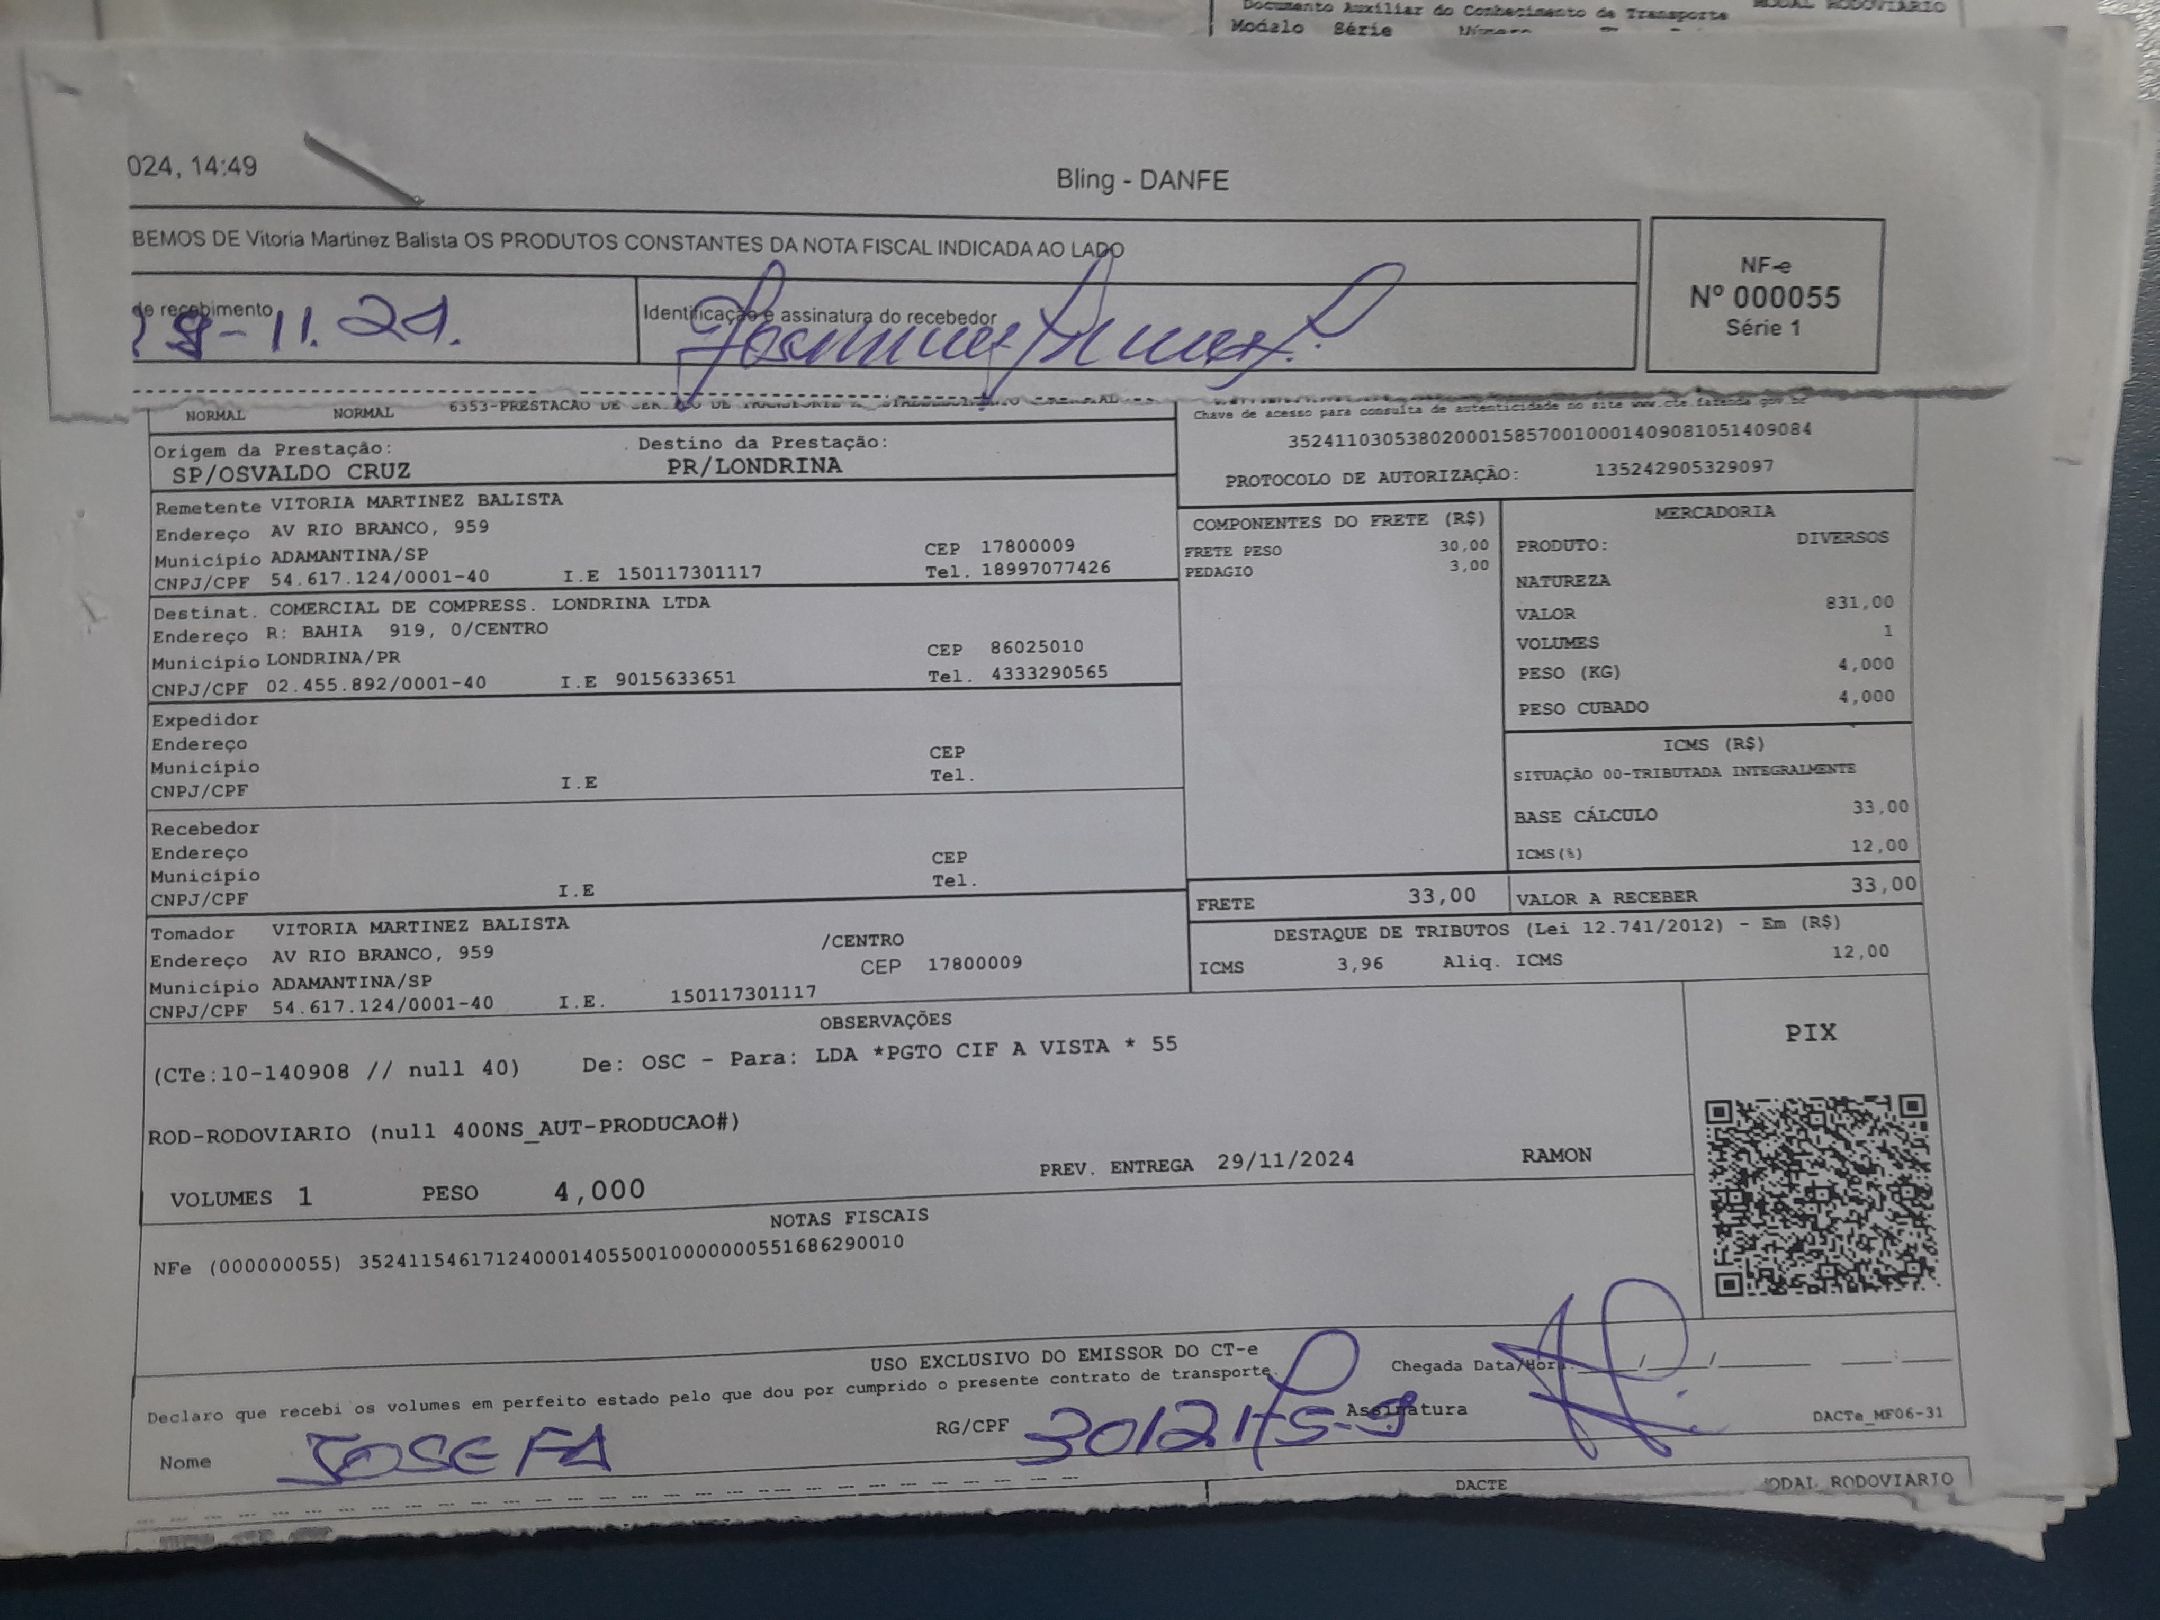 Documento Auxiliar do Conhecimento de Transporte
MODAL RODOVIARIO
Modalo Série
024, 14:49
Bling - DANFE
BEMOS DE Vitoria Martinez Balista OS PRODUTOS CONSTANTES DA NOTA FISCAL INDICADA AO LADO
NF-e
Nº 000055
Série 1
de recebimento
Identificação e assinatura do recebedor
NORMAL NORMAL 6353-PRESTACAO DE
Chave de acesso para consulta de autenticidade no site www.cte.fazenda.gov.br
35241103053802000158570010001409081051409084
PROTOCOLO DE AUTORIZAÇÃO: 135242905329097
Origem da Prestação: Destino da Prestação:
SP/OSVALDO CRUZ PR/LONDRINA
Remetente VITORIA MARTINEZ BALISTA
Endereço AV RIO BRANCO, 959
Município ADAMANTINA/SP CEP 17800009
CNPJ/CPF 54.617.124/0001-40 I.E 150117301117 Tel. 18997077426
Destinat. COMERCIAL DE COMPRESS. LONDRINA LTDA
Endereço R: BAHIA 919, 0/CENTRO
Município LONDRINA/PR CEP 86025010
CNPJ/CPF 02.455.892/0001-40 I.E 9015633651 Tel. 4333290565
Expedidor
Endereço
Município CEP
CNPJ/CPF I.E Tel.
Recebedor
Endereço
Município CEP
CNPJ/CPF I.E Tel.
Tomador VITORIA MARTINEZ BALISTA
Endereço AV RIO BRANCO, 959 /CENTRO
Município ADAMANTINA/SP CEP 17800009
CNPJ/CPF 54.617.124/0001-40 I.E. 150117301117
COMPONENTES DO FRETE (R$)
FRETE PESO 30,00
PEDAGIO 3,00
MERCADORIA
PRODUTO: DIVERSOS
NATUREZA
VALOR 831,00
VOLUMES 1
PESO (KG) 4,000
PESO CUBADO 4,000
ICMS (R$)
SITUAÇÃO 00-TRIBUTADA INTEGRALMENTE
BASE CÁLCULO 33,00
ICMS(%) 12,00
FRETE 33,00 VALOR A RECEBER 33,00
DESTAQUE DE TRIBUTOS (Lei 12.741/2012) - Em (R$)
ICMS 3,96 Aliq. ICMS 12,00
OBSERVAÇÕES
(CTe:10-140908 // null 40) De: OSC - Para: LDA *PGTO CIF A VISTA * 55
PIX
ROD-RODOVIARIO (null 400NS_AUT-PRODUCAO#)
PREV. ENTREGA 29/11/2024 RAMON
VOLUMES 1 PESO 4,000
NOTAS FISCAIS
NFe (000000055) 35241154617124000140550010000000551686290010
USO EXCLUSIVO DO EMISSOR DO CT-e
Declaro que recebi os volumes em perfeito estado pelo que dou por cumprido o presente contrato de transporte.
Chegada Data/Hora:
Nome JOSEFA RG/CPF Assinatura
DACTe_MF06-31
DACTE
MODAL RODOVIARIO